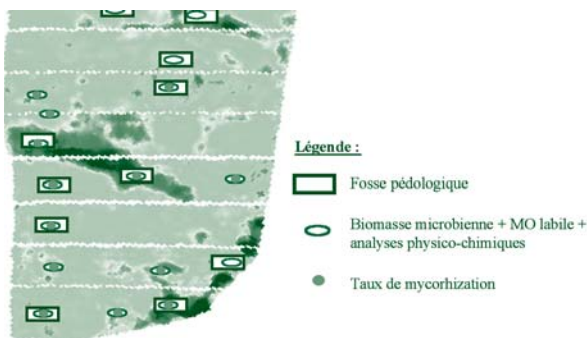 Légende :
Fosse pédologique
Biomasse microbienne + MO labile +
analyses physico-chimiques
Taux de mycorhization